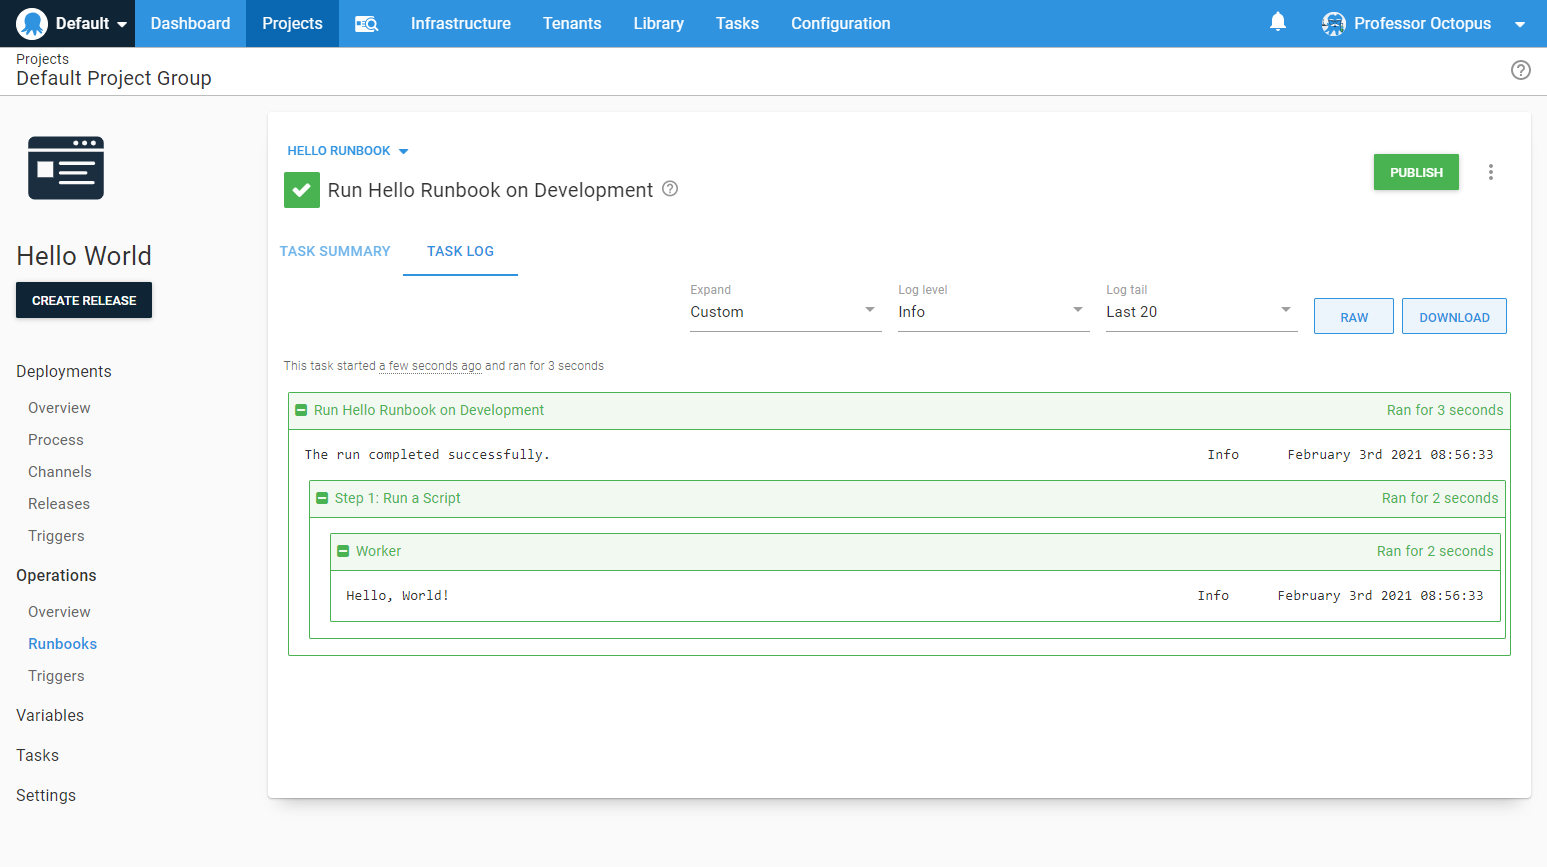 Default
Dashboard
Projects
Infrastructure
Tenants
Library
Tasks
Configuration
Professor Octopus
Projects
Default Project Group
Hello World
CREATE RELEASE
Deployments
Overview
Process
Channels
Releases
Triggers
Operations
Overview
Runbooks
Triggers
Variables
Tasks
Settings
HELLO RUNBOOK
Run Hello Runbook on Development
PUBLISH
TASK SUMMARY
TASK LOG
Expand
Custom
Log level
Info
Log tail
Last 20
RAW
DOWNLOAD
This task started a few seconds ago and ran for 3 seconds
Run Hello Runbook on Development Ran for 3 seconds
The run completed successfully. Info February 3rd 2021 08:56:33
Step 1: Run a Script Ran for 2 seconds
Worker Ran for 2 seconds
Hello, World! Info February 3rd 2021 08:56:33